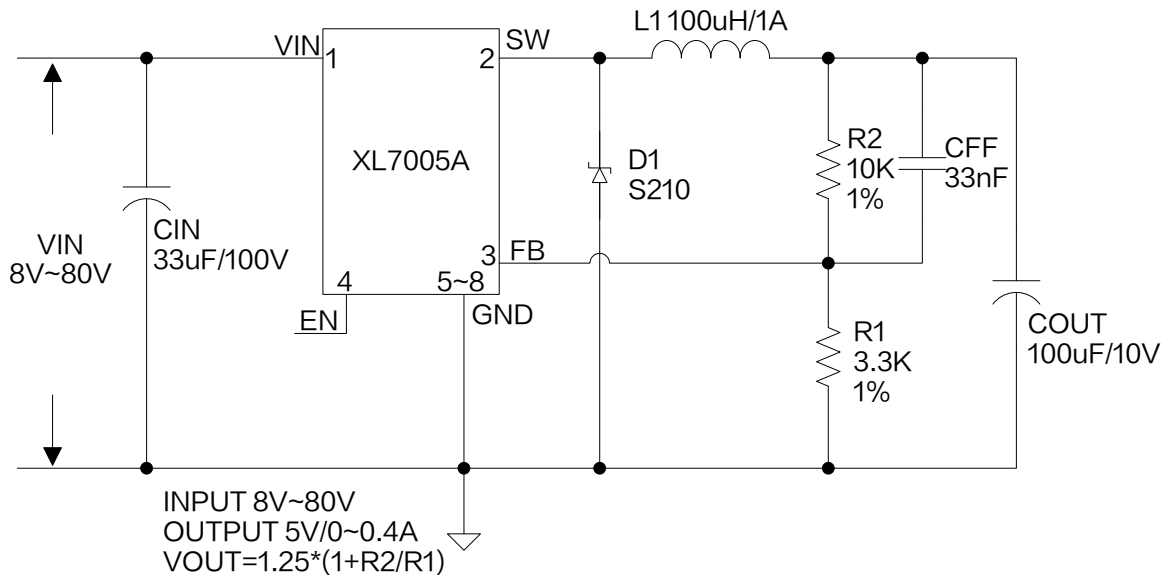 L1 100uH/1A
VIN
1
2
SW
XL7005A
D1
S210
R2
10K
1%
CFF
33nF
CIN
33uF/100V
VIN
8V~80V
3
FB
4
5~8
EN
GND
R1
3.3K
1%
COUT
100uF/10V
INPUT 8V~80V
OUTPUT 5V/0~0.4A
VOUT=1.25*(1+R2/R1)